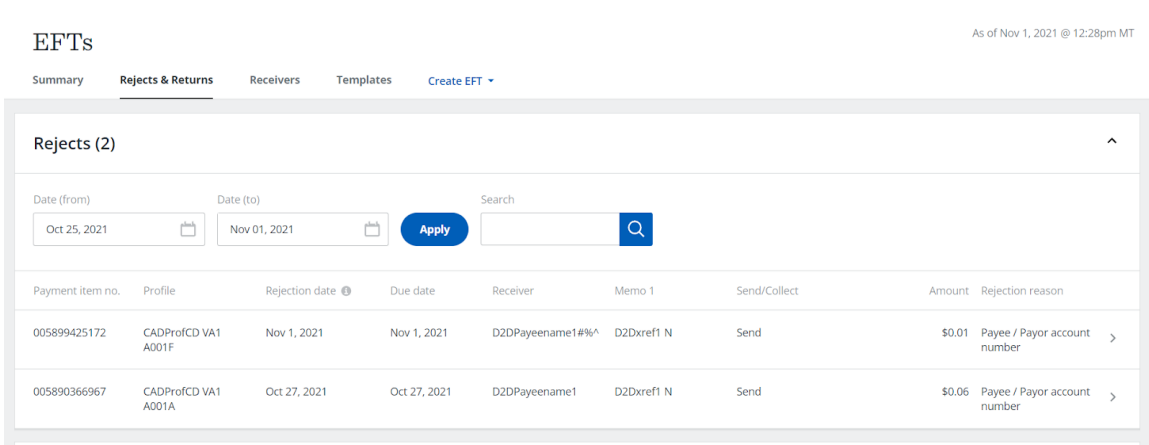 As of Nov 1, 2021 @ 12:28pm MT
EFTs
Summary Rejects & Returns Receivers Templates Create EFT
Rejects (2)
Date (from) Date (to) Search
Oct 25, 2021 Nov 01, 2021 Apply
Payment item no. Profile Rejection date Due date Receiver Memo 1 Send/Collect Amount Rejection reason
005899425172 CADProfCD VA1 Nov 1, 2021 Nov 1, 2021 D2DPayeename1#%^ D2Dxref1 N Send $0.01 Payee / Payor account
A001F number
005890366967 CADProfCD VA1 Oct 27, 2021 Oct 27, 2021 D2DPayeename1 D2Dxref1 N Send $0.06 Payee / Payor account
A001A number